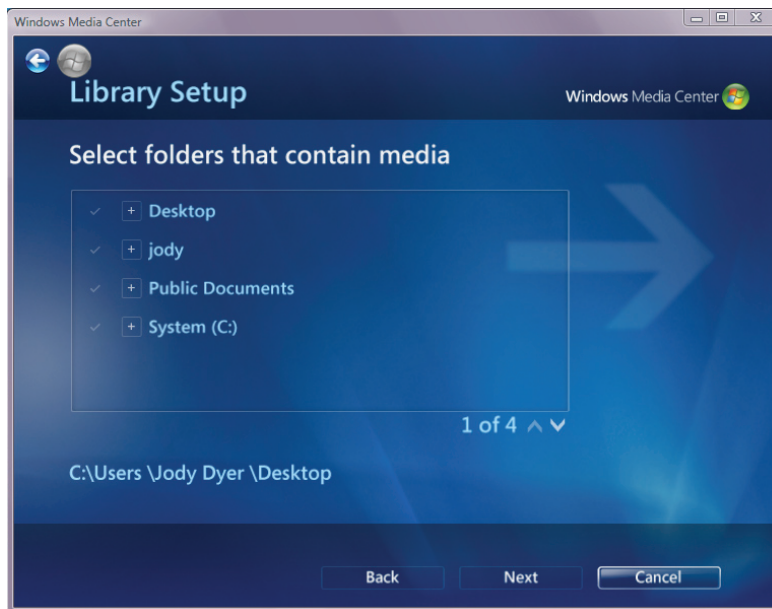 Windows Media Center
Library Setup
Windows Media Center
Select folders that contain media
Desktop
jody
Public Documents
System (C:)
1 of 4
C:\Users \Jody Dyer \Desktop
Back Next Cancel